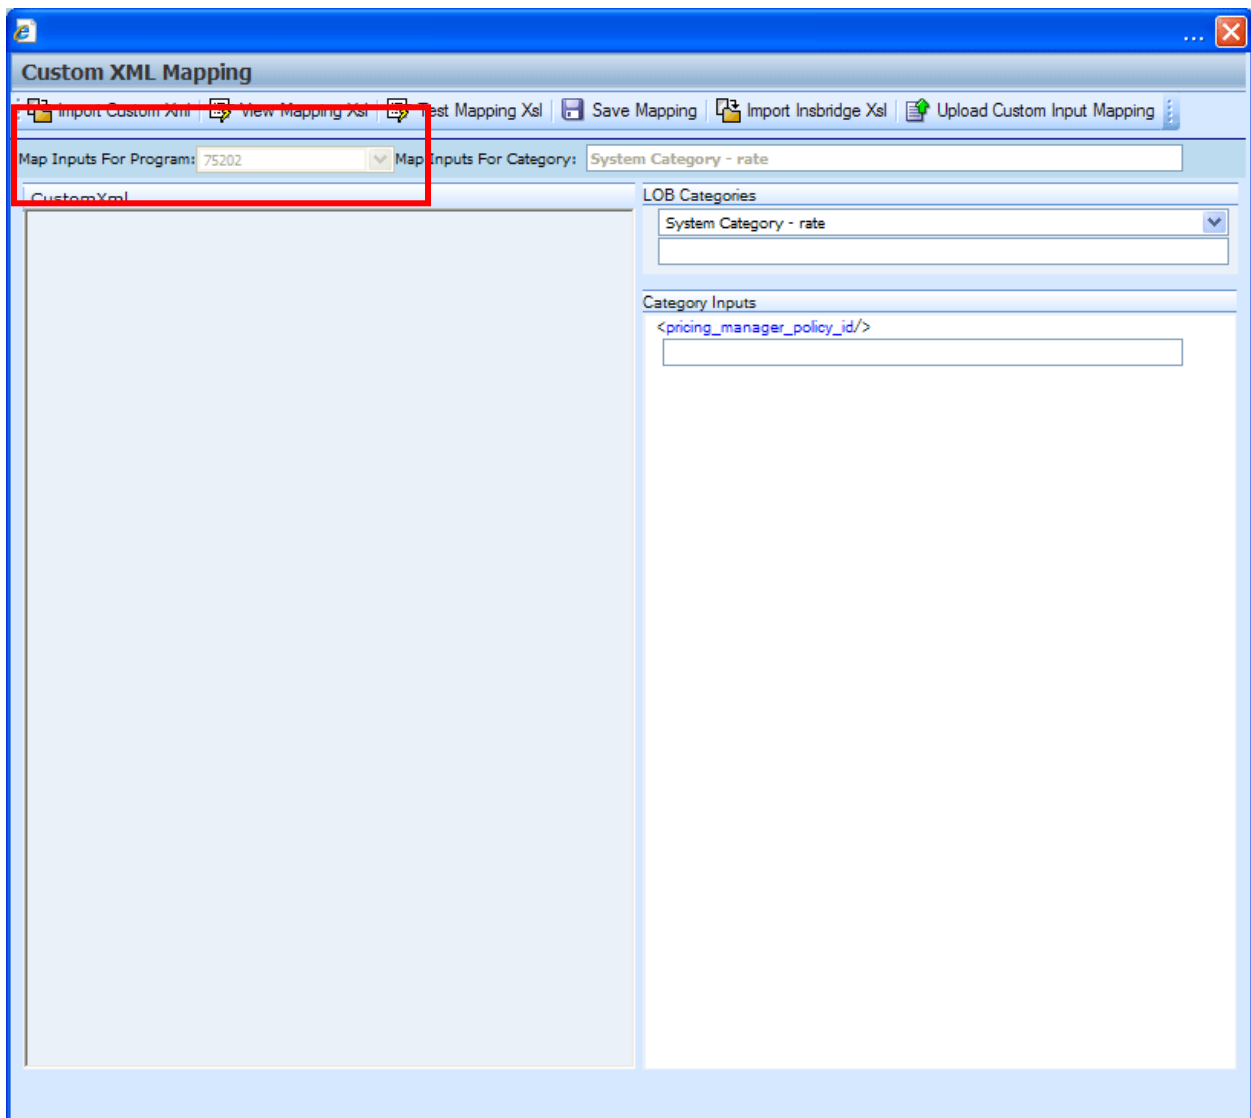 ...
Custom XML Mapping
Import Custom Xml View Mapping Xsl Test Mapping Xsl Save Mapping Import Insbridge Xsl Upload Custom Input Mapping
Map Inputs For Program: 75202 Map Inputs For Category: System Category - rate
CustomXml
LOB Categories
System Category - rate
Category Inputs
<pricing_manager_policy_id/>